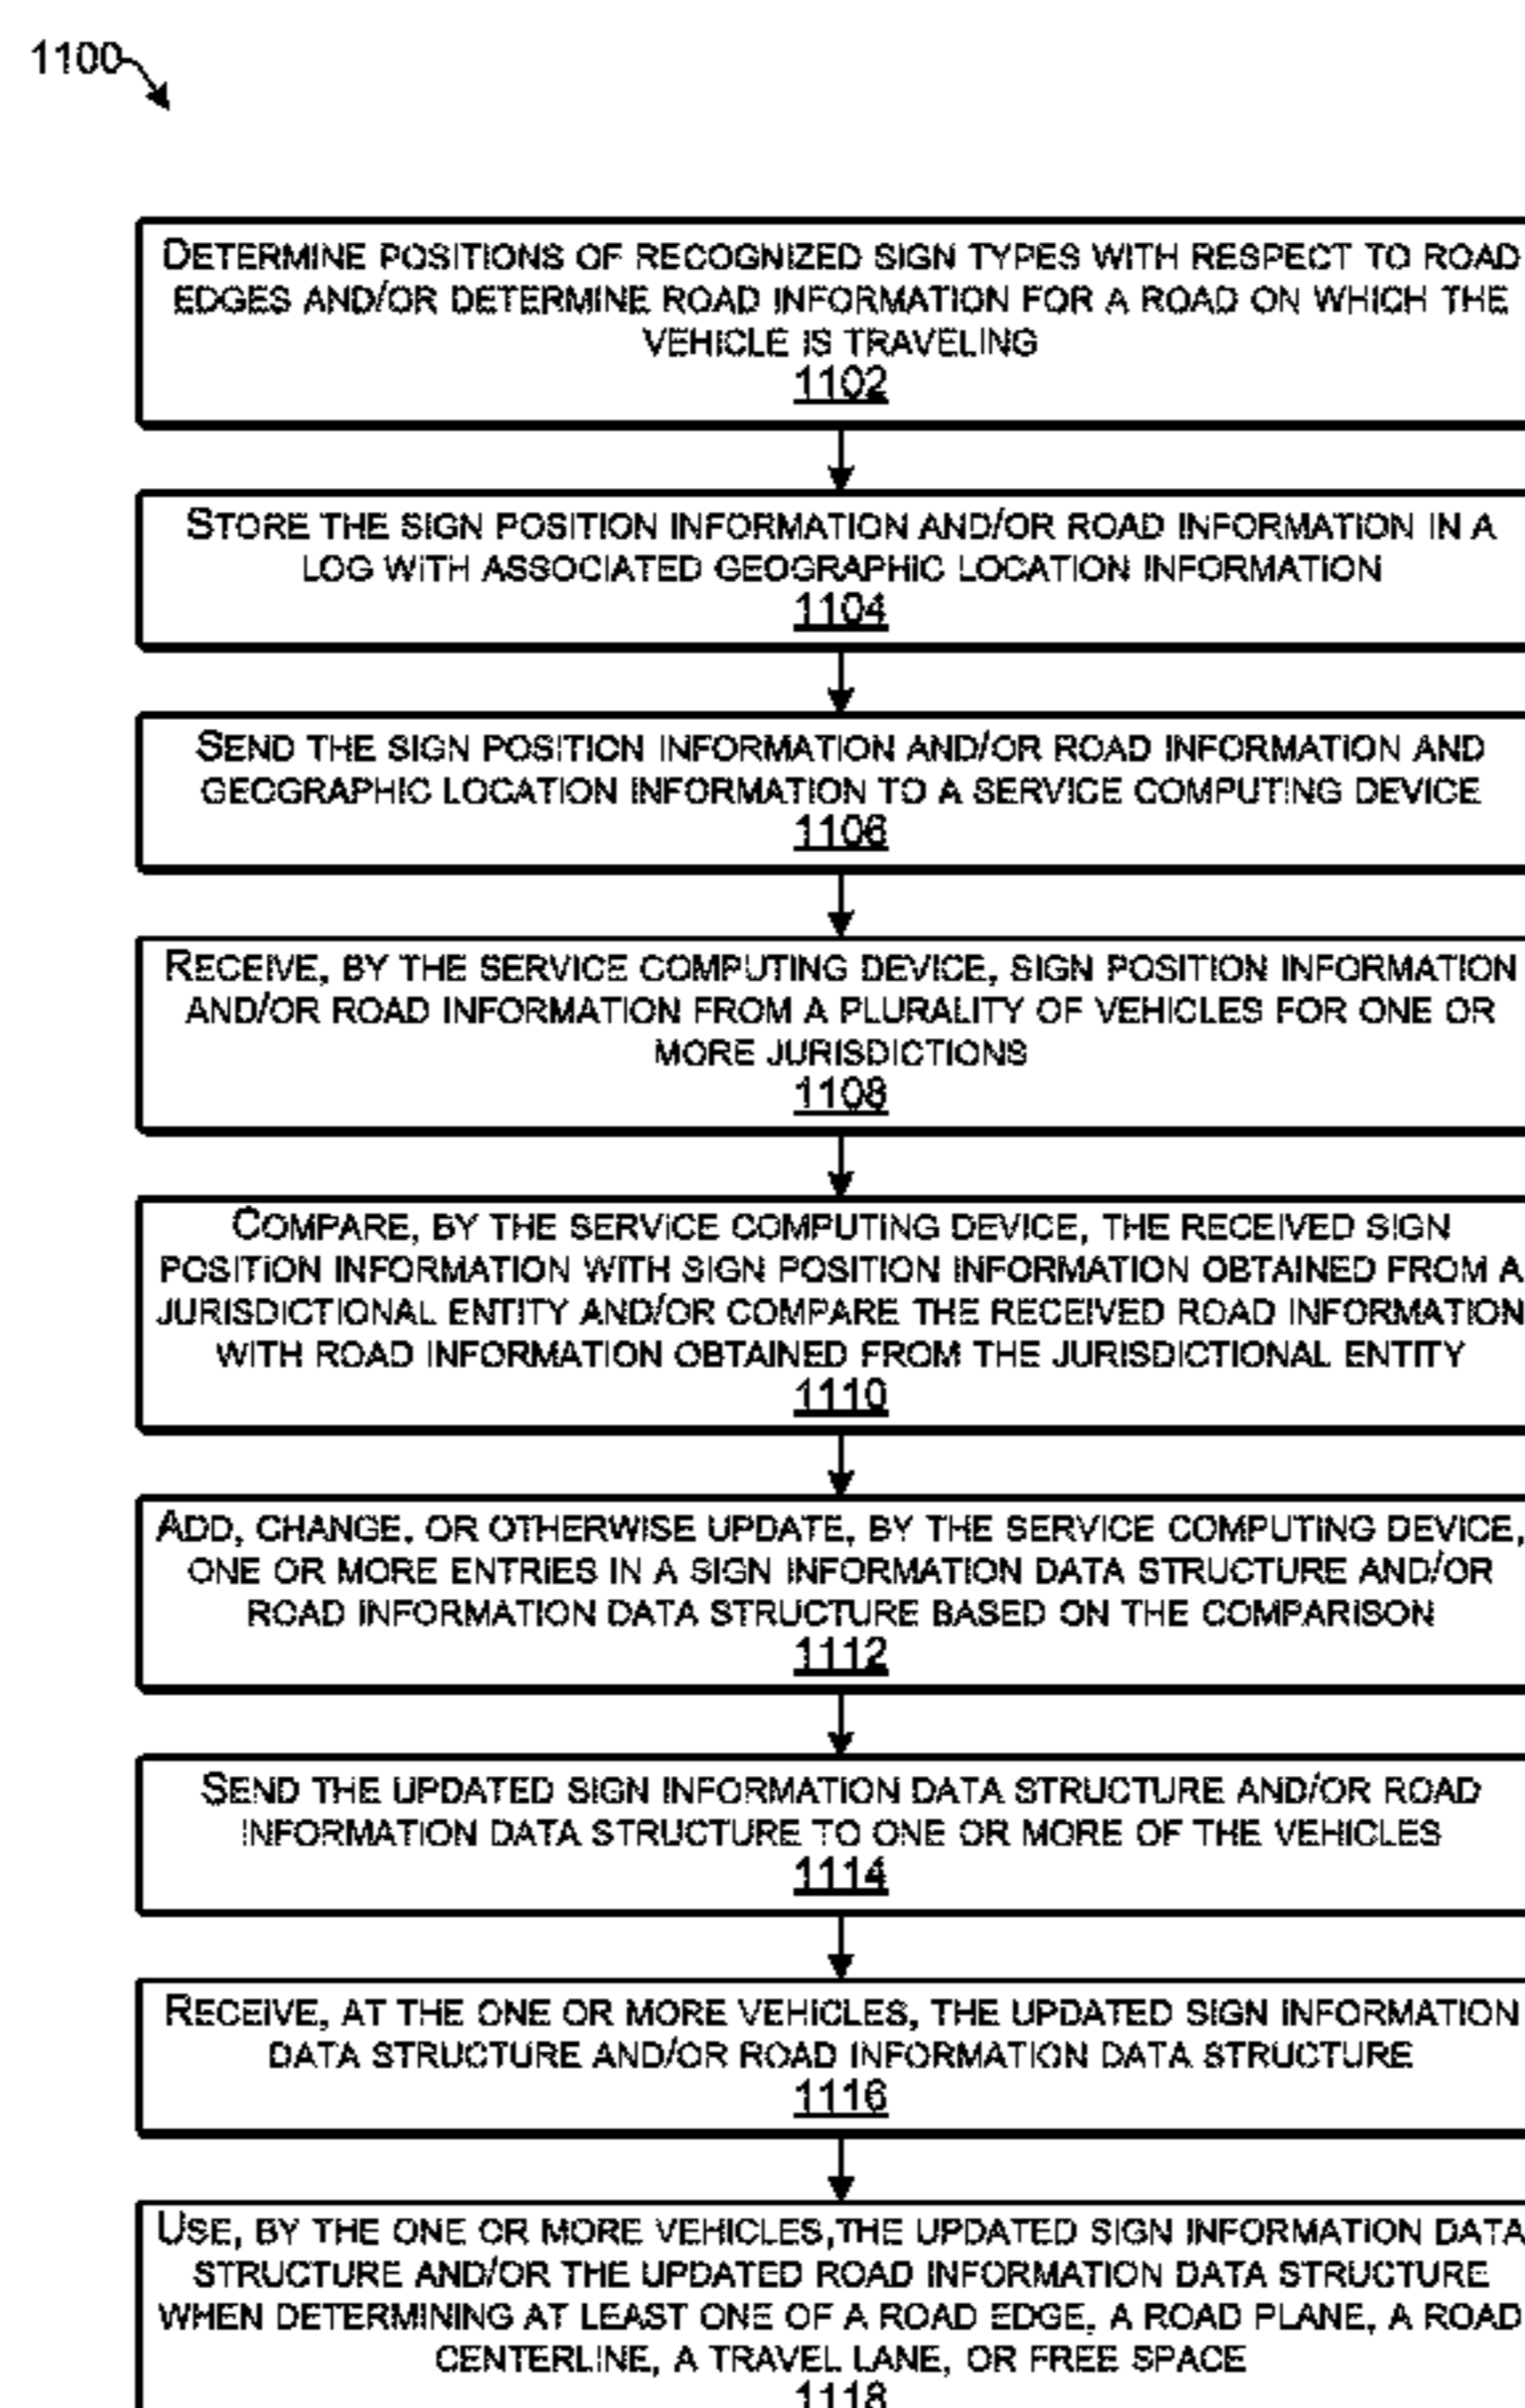 1100
DETERMINE POSITIONS OF RECOGNIZED SIGN TYPES WITH RESPECT TO ROAD
EDGES AND/OR DETERMINE ROAD INFORMATION FOR A ROAD ON WHICH THE
VEHICLE IS TRAVELING
1102
STORE THE SIGN POSITION INFORMATION AND/OR ROAD INFORMATION IN A
LOG WITH ASSOCIATED GEOGRAPHIC LOCATION INFORMATION
1104
SEND THE SIGN POSITION INFORMATION AND/OR ROAD INFORMATION AND
GEOGRAPHIC LOCATION INFORMATION TO A SERVICE COMPUTING DEVICE
1106
RECEIVE, BY THE SERVICE COMPUTING DEVICE, SIGN POSITION INFORMATION
AND/OR ROAD INFORMATION FROM A PLURALITY OF VEHICLES FOR ONE OR
MORE JURISDICTIONS
1108
COMPARE, BY THE SERVICE COMPUTING DEVICE, THE RECEIVED SIGN
POSITION INFORMATION WITH SIGN POSITION INFORMATION OBTAINED FROM A
JURISDICTIONAL ENTITY AND/OR COMPARE THE RECEIVED ROAD INFORMATION
WITH ROAD INFORMATION OBTAINED FROM THE JURISDICTIONAL ENTITY
1110
ADD, CHANGE, OR OTHERWISE UPDATE, BY THE SERVICE COMPUTING DEVICE,
ONE OR MORE ENTRIES IN A SIGN INFORMATION DATA STRUCTURE AND/OR
ROAD INFORMATION DATA STRUCTURE BASED ON THE COMPARISON
1112
SEND THE UPDATED SIGN INFORMATION DATA STRUCTURE AND/OR ROAD
INFORMATION DATA STRUCTURE TO ONE OR MORE OF THE VEHICLES
1114
RECEIVE, AT THE ONE OR MORE VEHICLES, THE UPDATED SIGN INFORMATION
DATA STRUCTURE AND/OR ROAD INFORMATION DATA STRUCTURE
1116
USE, BY THE ONE OR MORE VEHICLES,THE UPDATED SIGN INFORMATION DATA
STRUCTURE AND/OR THE UPDATED ROAD INFORMATION DATA STRUCTURE
WHEN DETERMINING AT LEAST ONE OF A ROAD EDGE, A ROAD PLANE, A ROAD
CENTERLINE, A TRAVEL LANE, OR FREE SPACE
1118